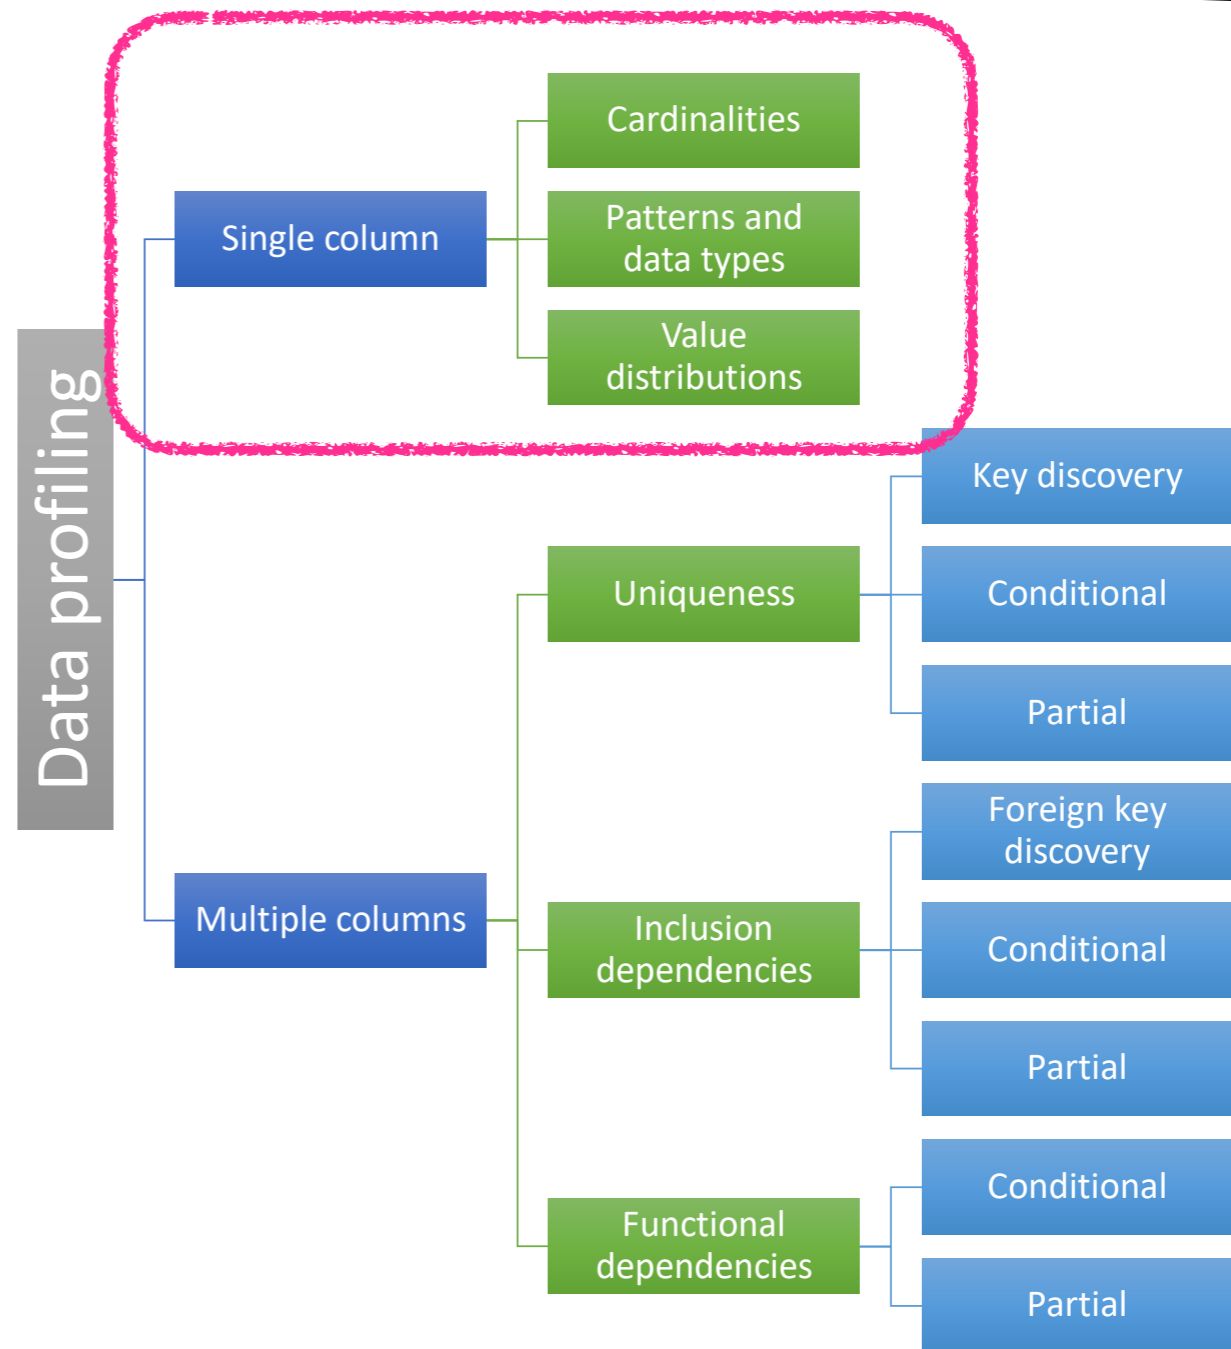 Data profiling
Single column
Cardinalities
Patterns and
data types
Value
distributions
Multiple columns
Uniqueness
Key discovery
Conditional
Partial
Inclusion
dependencies
Foreign key
discovery
Conditional
Partial
Functional
dependencies
Conditional
Partial